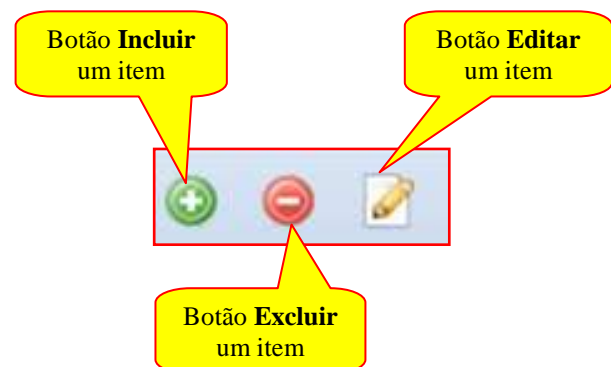 Botão Incluir
um item
Botão Editar
um item
Botão Excluir
um item